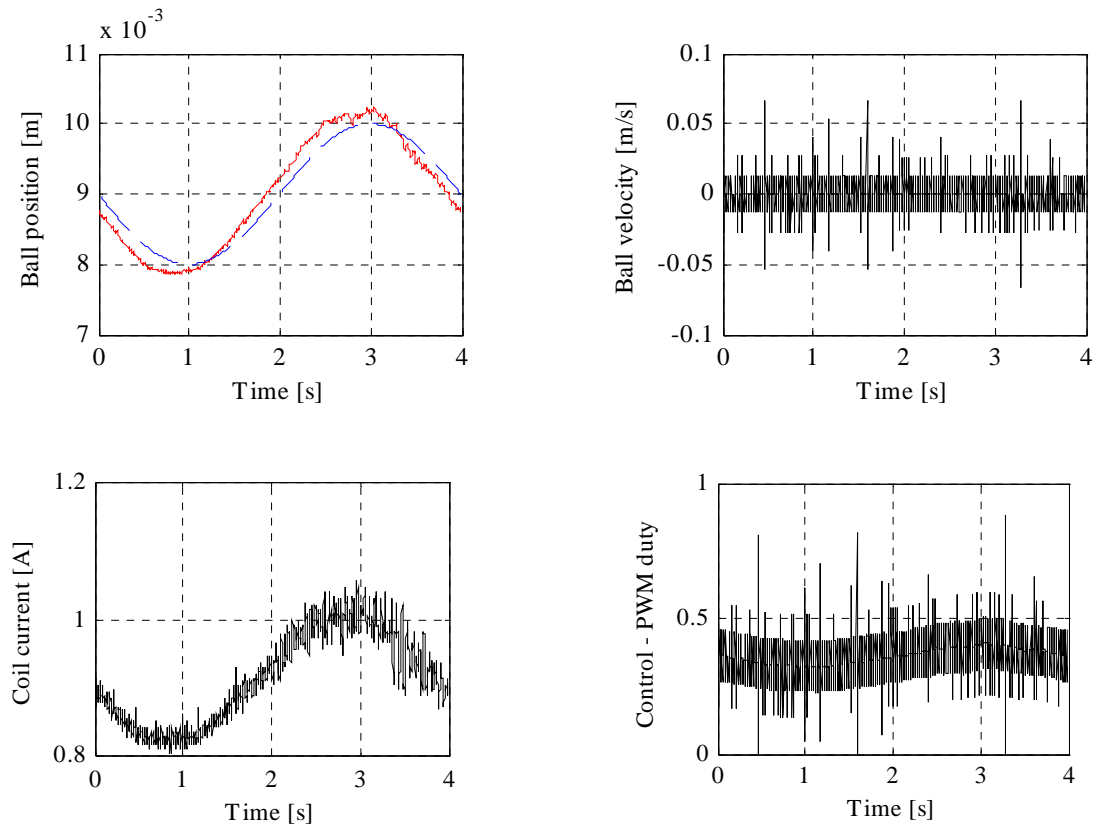 x 10-3
11
10
9
8
7
Ball position [m]
0 1 2 3 4
Time [s]
0.1
0.05
0
-0.05
-0.1
Ball velocity [m/s]
0 1 2 3 4
Time [s]
1.2
1
0.8
Coil current [A]
0 1 2 3 4
Time [s]
1
0.5
0
Control - PWM duty
0 1 2 3 4
Time [s]